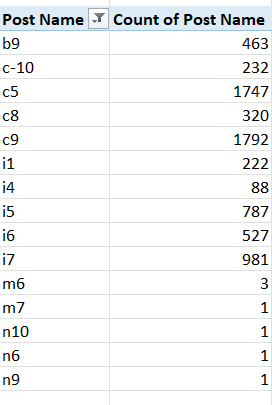 Post Name Count of Post Name
b9 463
c-10 232
c5 1747
c8 320
c9 1792
i1 222
i4 88
i5 787
i6 527
i7 981
m6 3
m7 1
n10 1
n6 1
n9 1